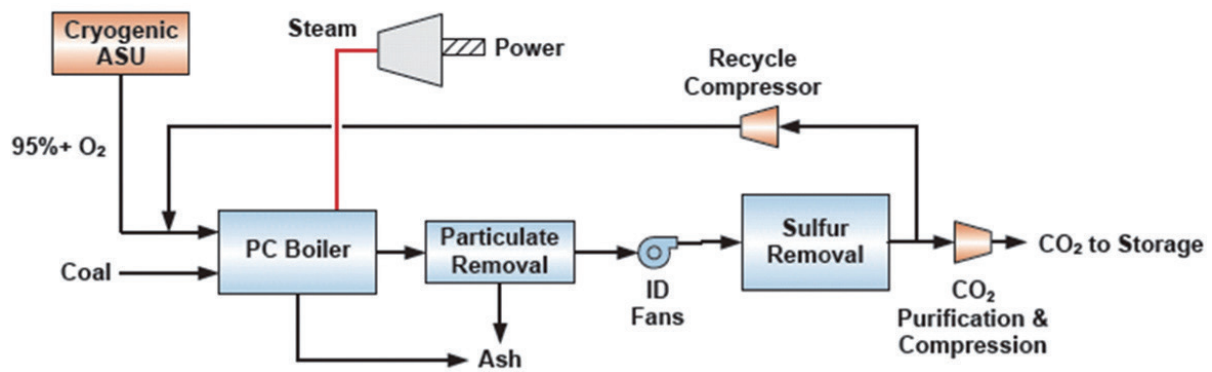 Cryogenic
ASU
Steam
Power
Recycle
Compressor
95%+ O₂
PC Boiler
Particulate
Removal
Sulfur
Removal
CO₂ to Storage
Coal
ID
Fans
CO₂
Purification &
Compression
Ash